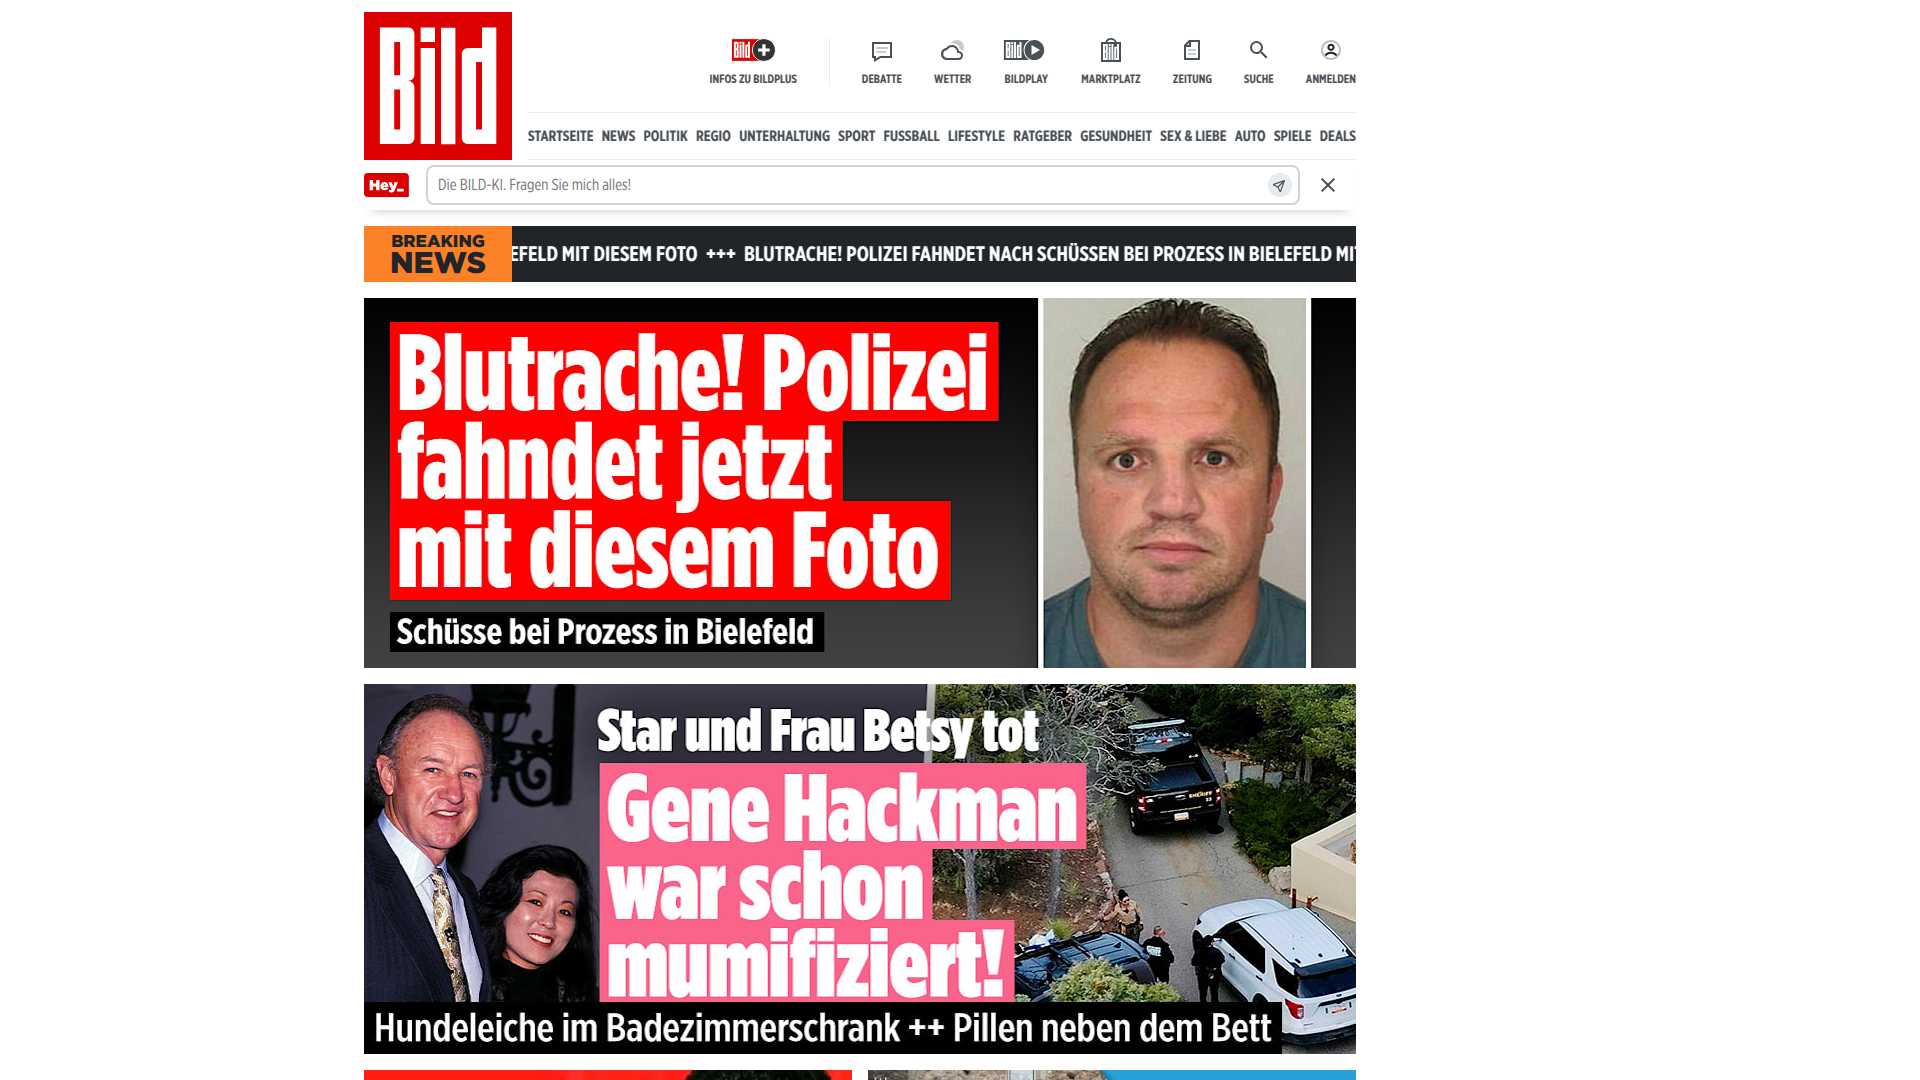 Bild
Bild
INFOS ZU BILDPLUS
DEBATTE
WETTER
Bild
BILDPLAY
Bild
MARKTPLATZ
ZEITUNG
SUCHE
ANMELDEN
STARTSEITE NEWS POLITIK REGIO UNTERHALTUNG SPORT FUSSBALL LIFESTYLE RATGEBER GESUNDHEIT SEX & LIEBE AUTO SPIELE DEALS
Hey_
Die BILD-KI. Fragen Sie mich alles!
BREAKING
NEWS
EFELD MIT DIESEM FOTO +++ BLUTRACHE! POLIZEI FAHNDET NACH SCHÜSSEN BEI PROZESS IN BIELEFELD MI
Blutrache! Polizei
fahndet jetzt
mit diesem Foto
Schüsse bei Prozess in Bielefeld
Star und Frau Betsy tot
Gene Hackman
war schon
mumifiziert!
SHERIFF
Hundeleiche im Badezimmerschrank ++ Pillen neben dem Bett